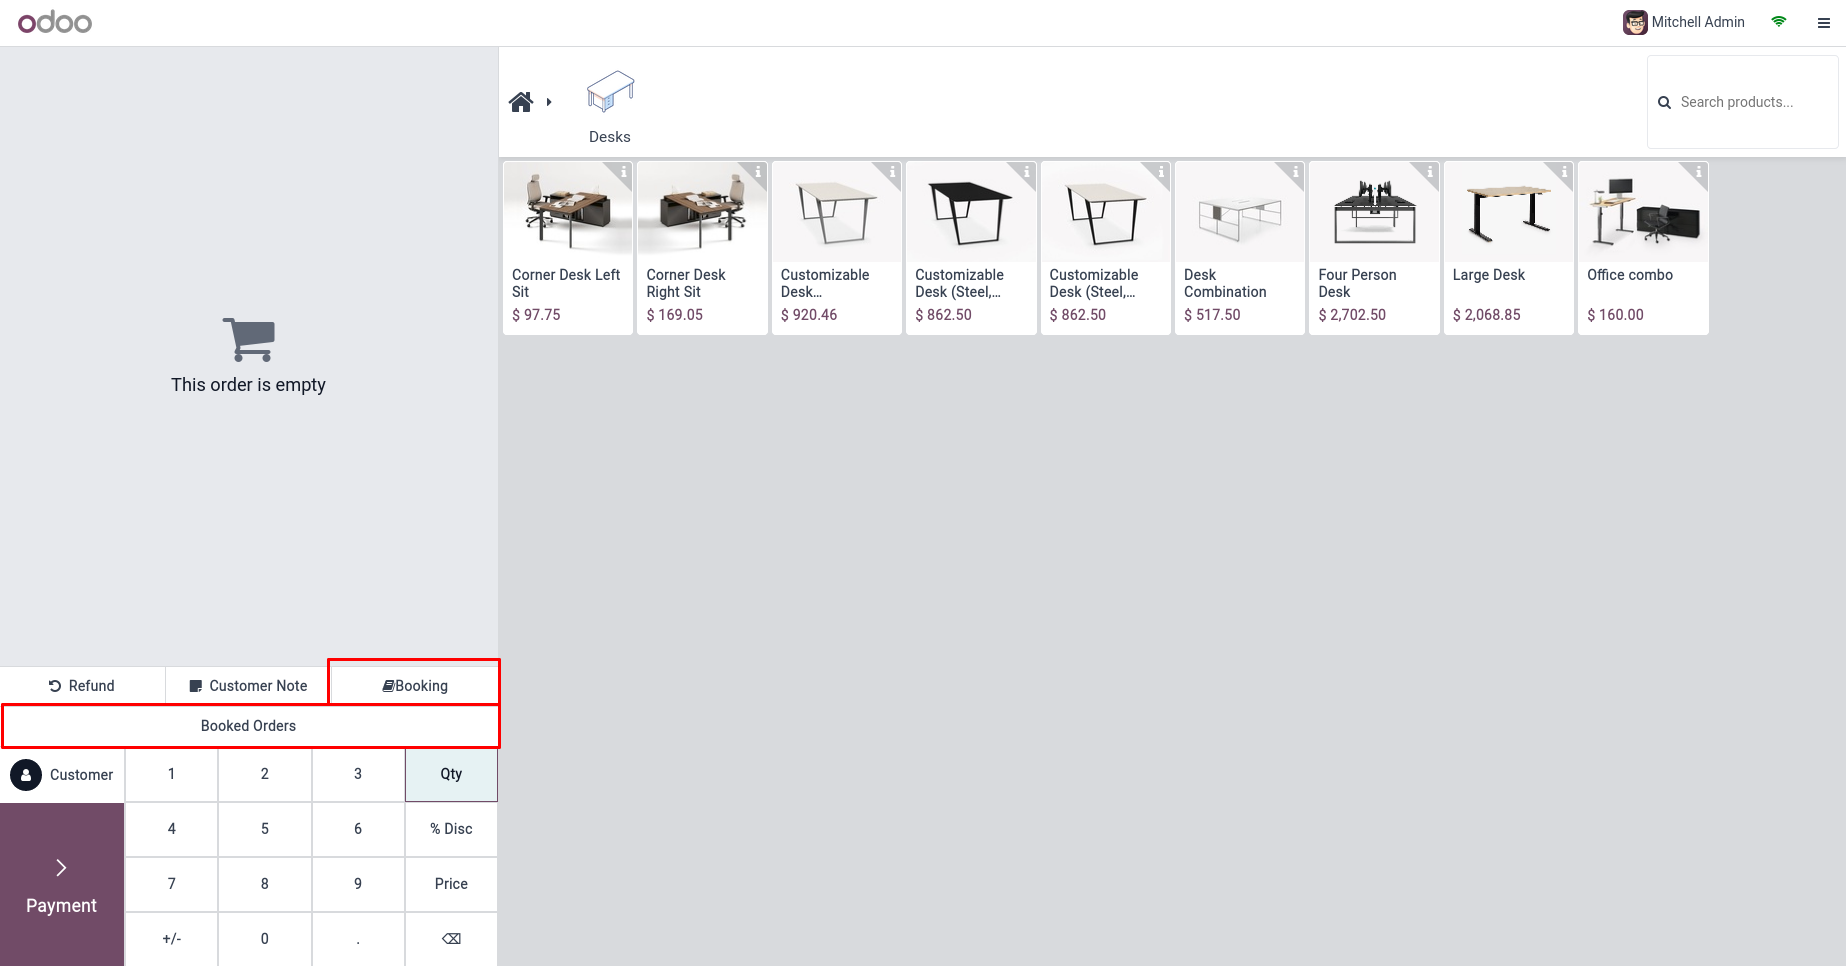 odoo
Mitchell Admin
Desks
Search products...
Corner Desk Left
Sit
$ 97.75
Corner Desk
Right Sit
$ 169.05
Customizable
Desk...
$ 920.46
Customizable
Desk (Steel,...
$ 862.50
Customizable
Desk (Steel,...
$ 862.50
Desk
Combination
$ 517.50
Four Person
Desk
$ 2,702.50
Large Desk
$ 2,068.85
Office combo
$ 160.00
This order is empty
Refund
Customer Note
Booking
Booked Orders
Customer
1
2
3
Qty
4
5
6
% Disc
7
8
9
Price
Payment
+/-
0
.
⌫